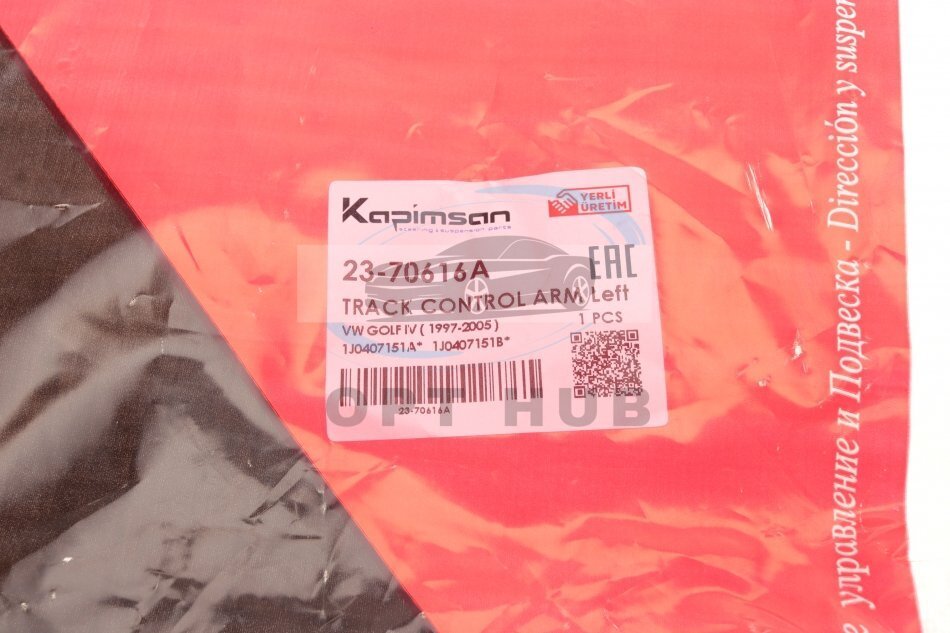 Kapimsan
steering & suspension parts
YERLİ
ÜRETİM
23-70616A
EAC
TRACK CONTROL ARM Left
VW GOLF IV ( 1997-2005 )
1 PCS
1J0407151A* 1J0407151B*
23-70616A
OPT HUB
управление и Подвеска - Dirección y suspen